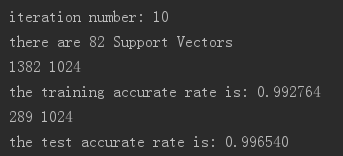 iteration number: 10
there are 82 Support Vectors
1382 1024
the training accurate rate is: 0.992764
289 1024
the test accurate rate is: 0.996540